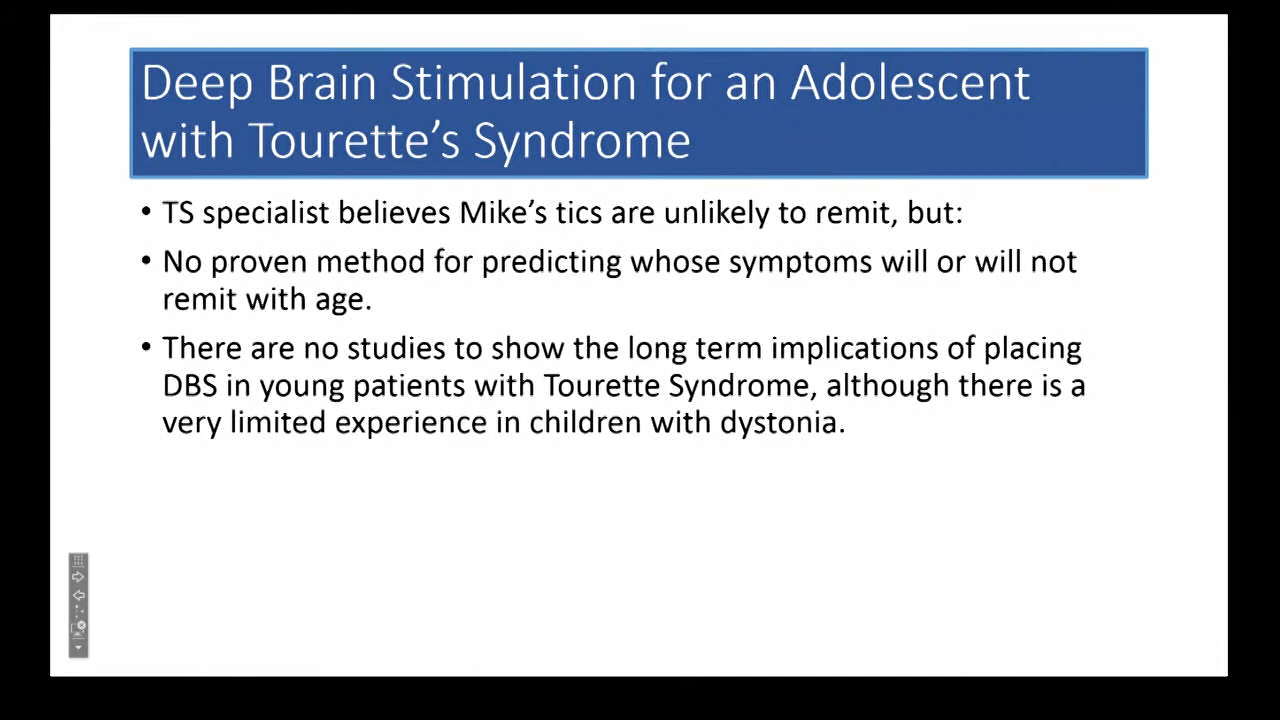 Deep Brain Stimulation for an Adolescent
with Tourette’s Syndrome
• TS specialist believes Mike’s tics are unlikely to remit, but:
• No proven method for predicting whose symptoms will or will not
remit with age.
• There are no studies to show the long term implications of placing
DBS in young patients with Tourette Syndrome, although there is a
very limited experience in children with dystonia.